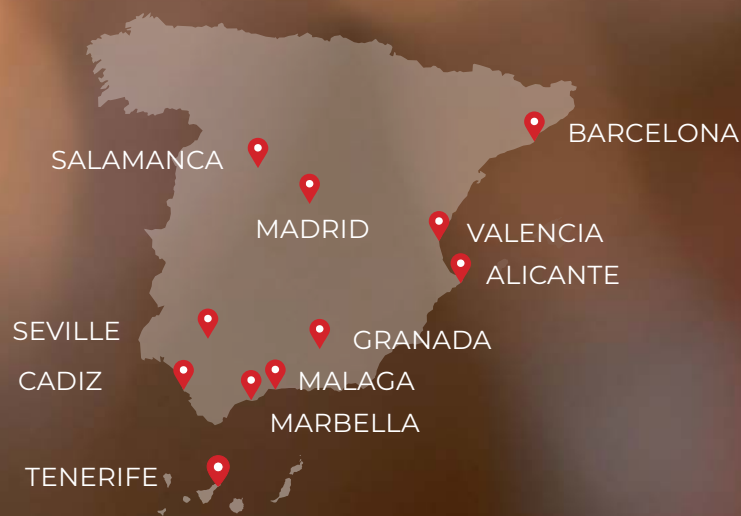 BARCELONA
SALAMANCA
MADRID
VALENCIA
ALICANTE
SEVILLE
GRANADA
CADIZ
MALAGA
MARBELLA
TENERIFE